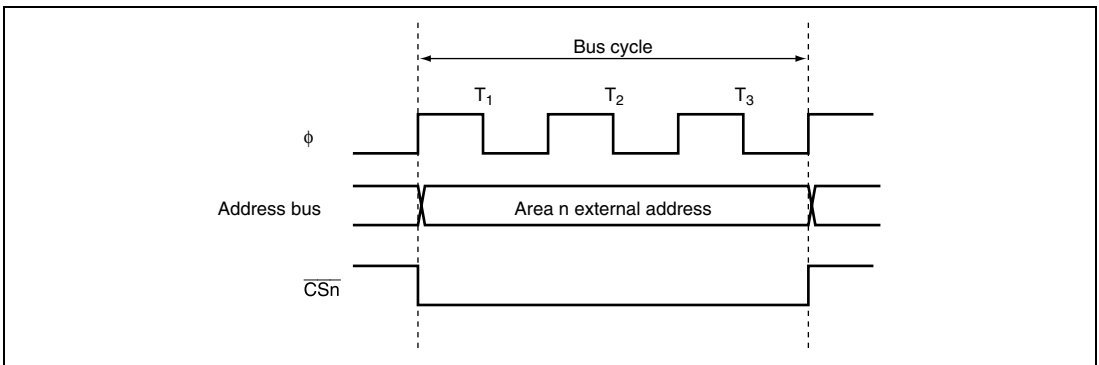 Bus cycle
T1 T2 T3
φ
Address bus
Area n external address
CSn